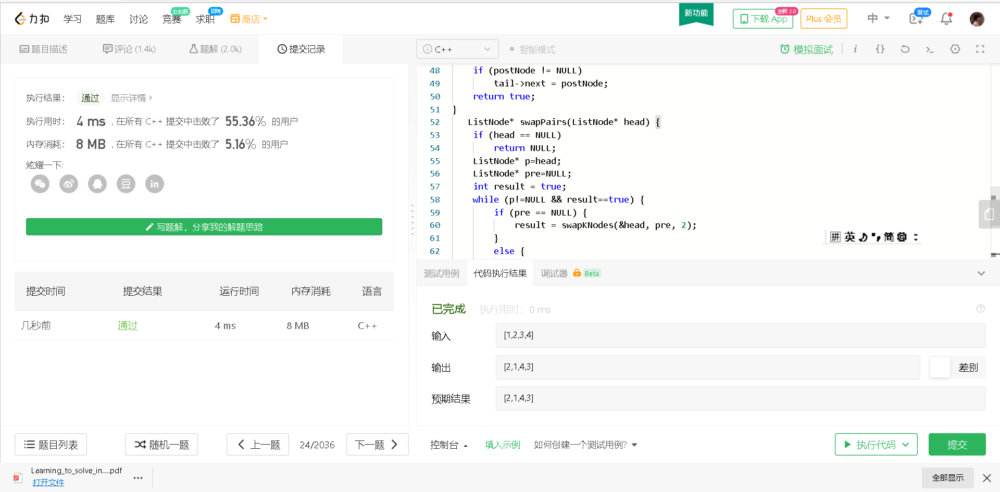 力扣 学习 题库 讨论 竞赛 力扣杯 求职 招聘 商店 新功能 下载 App 全新 2.0 Plus 会员 中 面试
题目描述 评论 (1.4k) 题解 (2.0k) 提交记录
C++ 智能模式 模拟面试
执行结果： 通过 显示详情 >
执行用时： 4 ms , 在所有 C++ 提交中击败了 55.36% 的用户
内存消耗： 8 MB , 在所有 C++ 提交中击败了 5.16% 的用户
炫耀一下:
豆 in
写题解，分享我的解题思路
提交时间 提交结果 运行时间 内存消耗 语言
几秒前 通过 4 ms 8 MB C++
48 if (postNode != NULL)
49 tail->next = postNode;
50 return true;
51 }
52 ListNode* swapPairs(ListNode* head) {
53 if (head == NULL)
54 return NULL;
55 ListNode* p=head;
56 ListNode* pre=NULL;
57 int result = true;
58 while (p!=NULL && result==true) {
59 if (pre == NULL) {
60 result = swapKNodes(&head, pre, 2);
61 }
62 else {
拼 英 简
测试用例 代码执行结果 调试器 Beta
已完成 执行用时：0 ms
输入 [1,2,3,4]
输出 [2,1,4,3] 差别
预期结果 [2,1,4,3]
题目列表 随机一题 上一题 24/2036 下一题
控制台 填入示例 如何创建一个测试用例? 执行代码 提交
Learning_to_solve_in....pdf
打开文件
全部显示